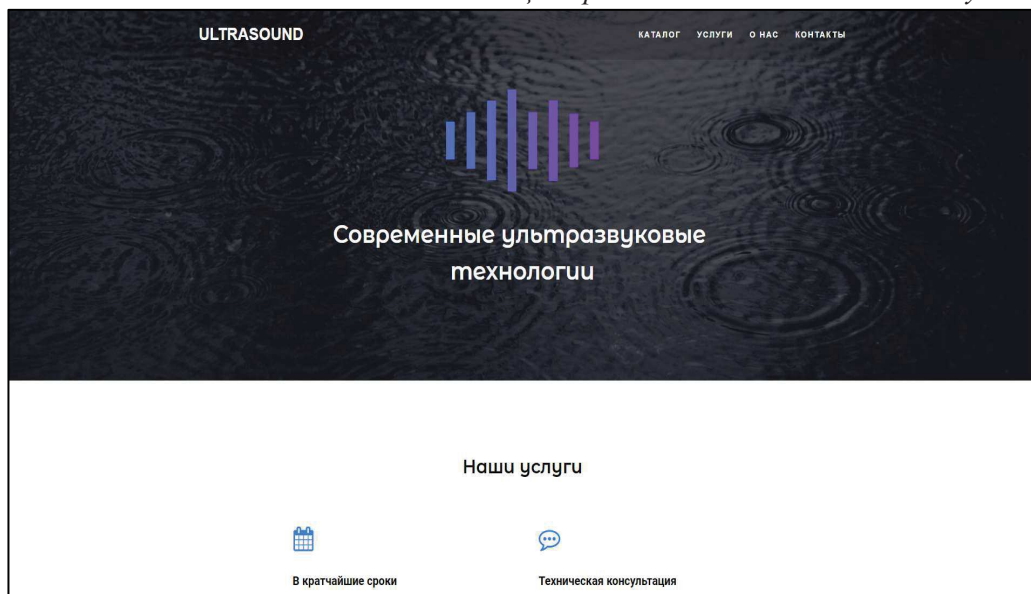 ULTRASOUND
КАТАЛОГ УСЛУГИ О НАС КОНТАКТЫ
Современные ультразвуковые
технологии
Наши услуги
В кратчайшие сроки Техническая консультация